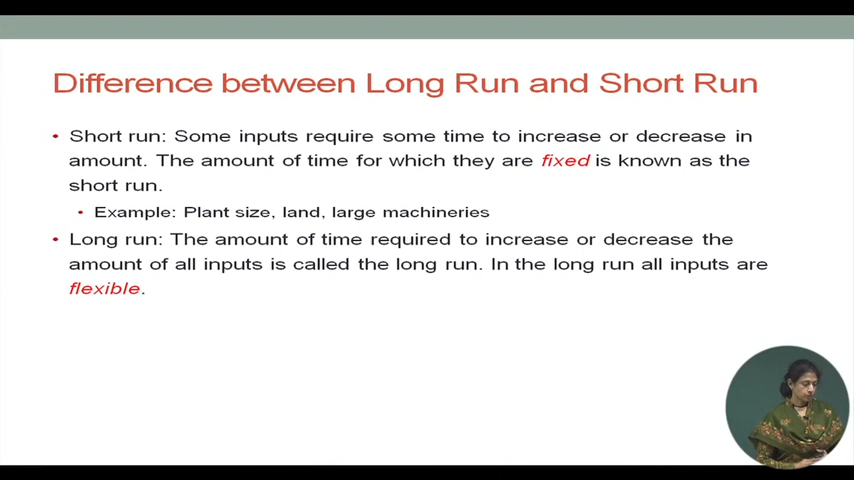 Difference between Long Run and Short Run
• Short run: Some inputs require some time to increase or decrease in
amount. The amount of time for which they are fixed is known as the
short run.
• Example: Plant size, land, large machineries
• Long run: The amount of time required to increase or decrease the
amount of all inputs is called the long run. In the long run all inputs are
flexible.